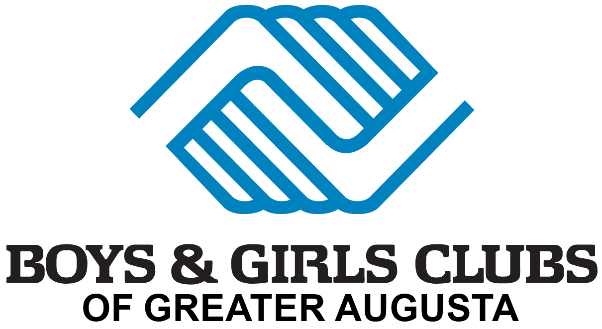 BOYS & GIRLS CLUBS
OF GREATER AUGUSTA